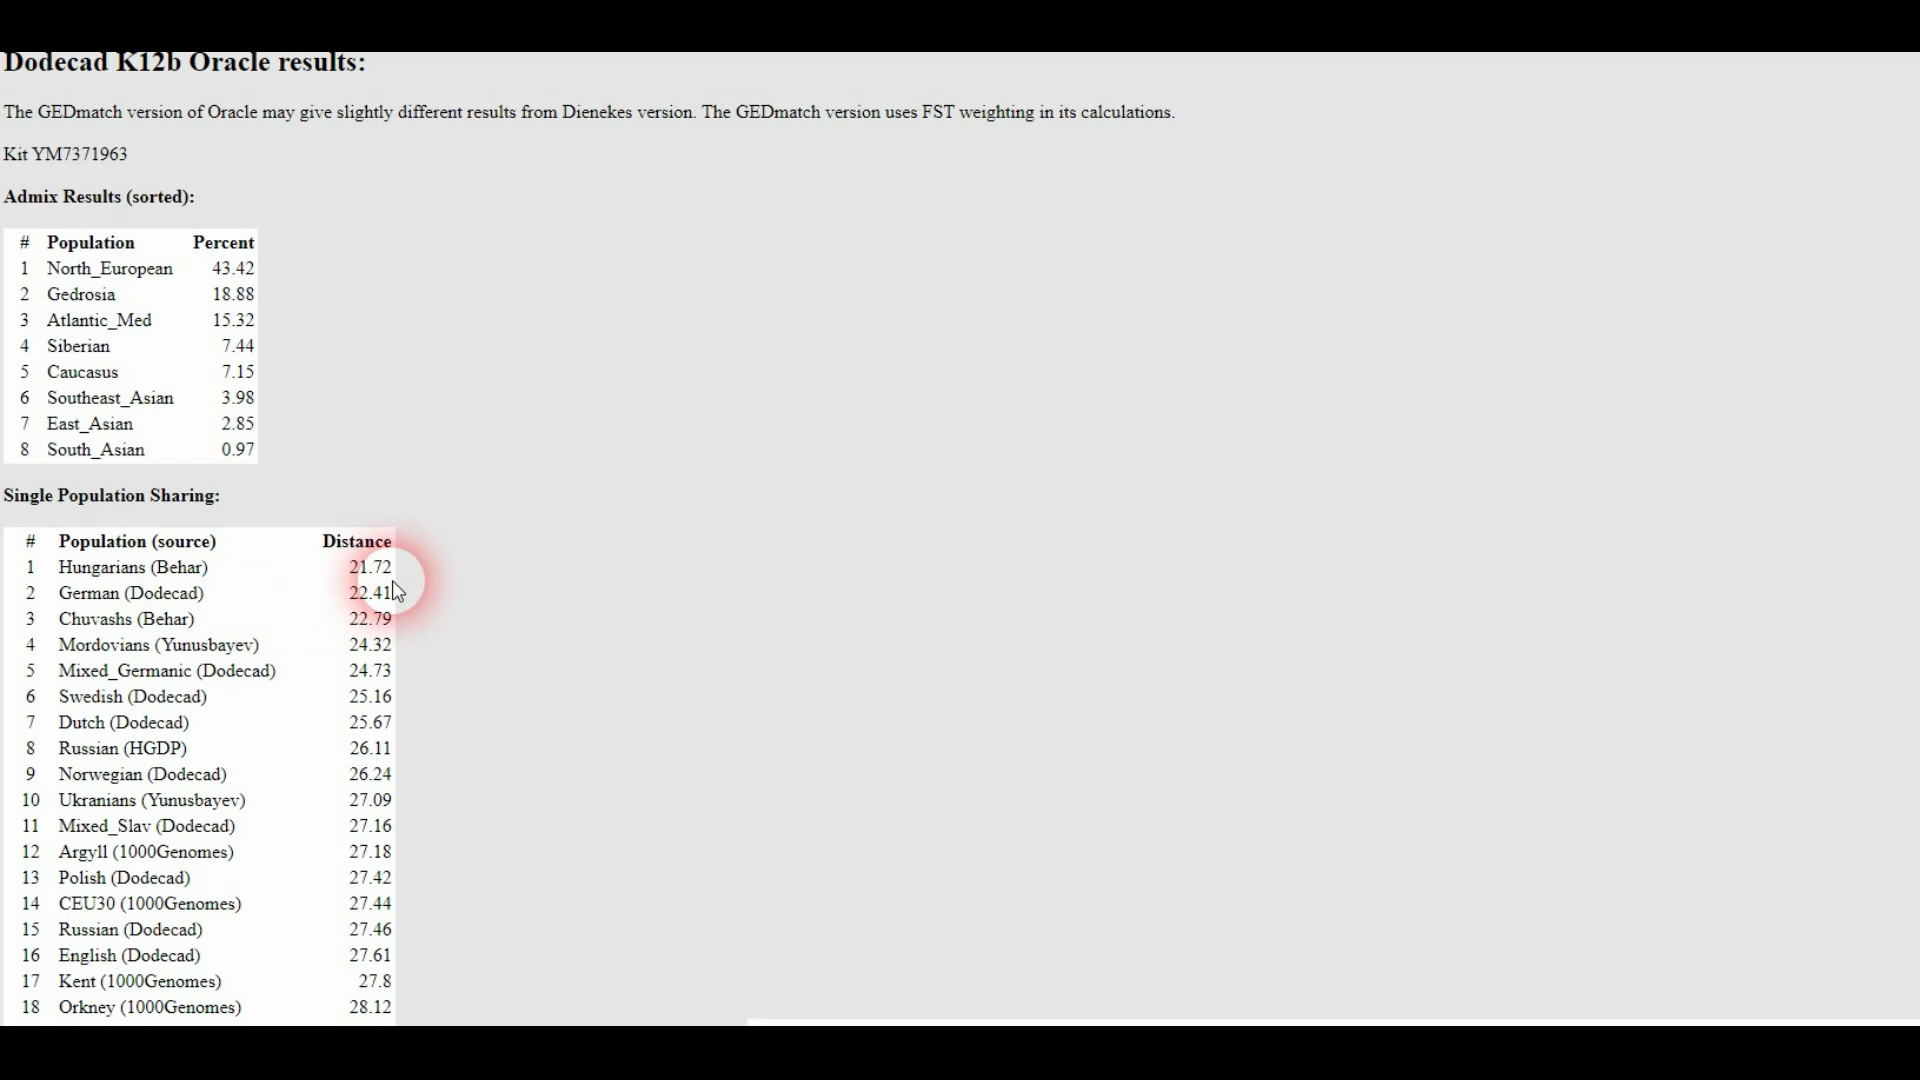 Dodecad K12b Oracle results:
The GEDmatch version of Oracle may give slightly different results from Dienekes version. The GEDmatch version uses FST weighting in its calculations.
Kit YM7371963
Admix Results (sorted):
# Population Percent
1 North_European 43.42
2 Gedrosia 18.88
3 Atlantic_Med 15.32
4 Siberian 7.44
5 Caucasus 7.15
6 Southeast_Asian 3.98
7 East_Asian 2.85
8 South_Asian 0.97
Single Population Sharing:
# Population (source) Distance
1 Hungarians (Behar) 21.72
2 German (Dodecad) 22.41
3 Chuvashs (Behar) 22.79
4 Mordovians (Yunusbayev) 24.32
5 Mixed_Germanic (Dodecad) 24.73
6 Swedish (Dodecad) 25.16
7 Dutch (Dodecad) 25.67
8 Russian (HGDP) 26.11
9 Norwegian (Dodecad) 26.24
10 Ukranians (Yunusbayev) 27.09
11 Mixed_Slav (Dodecad) 27.16
12 Argyll (1000Genomes) 27.18
13 Polish (Dodecad) 27.42
14 CEU30 (1000Genomes) 27.44
15 Russian (Dodecad) 27.46
16 English (Dodecad) 27.61
17 Kent (1000Genomes) 27.8
18 Orkney (1000Genomes) 28.12